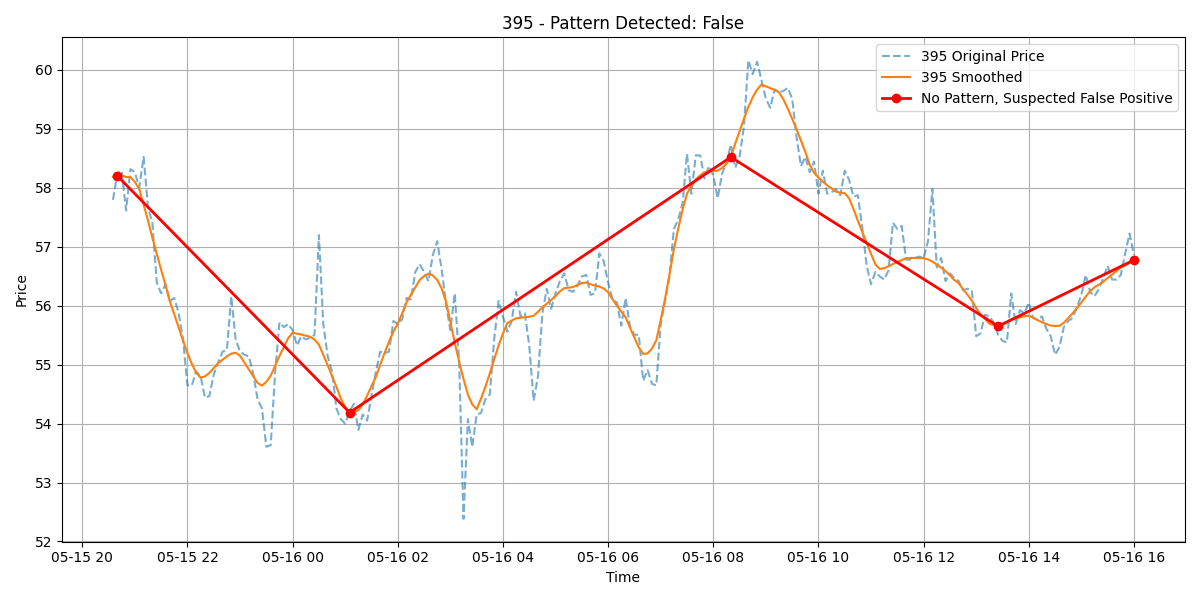 395 - Pattern Detected: False
395 Original Price
395 Smoothed
No Pattern, Suspected False Positive
Price
60
59
58
57
56
55
54
53
52
05-15 20 05-15 22 05-16 00 05-16 02 05-16 04 05-16 06 05-16 08 05-16 10 05-16 12 05-16 14 05-16 16
Time